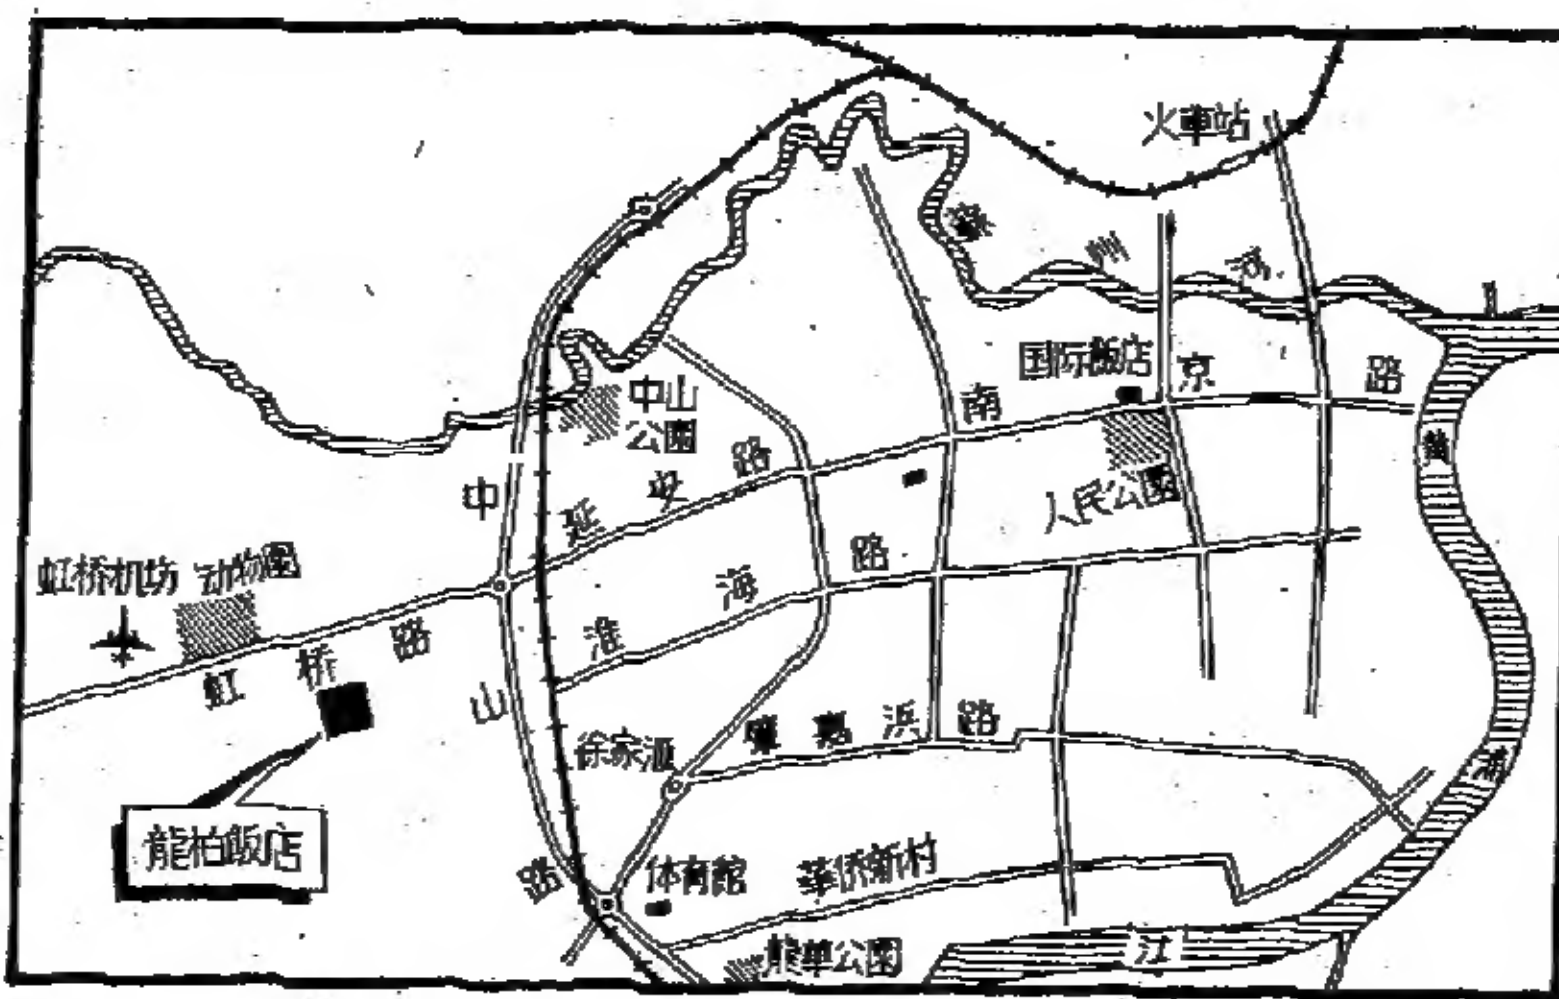 火車站
蘇州河
国际飯店
南京路
中山
公園
延安路
人民公園
黄浦江
虹桥机坊
动物園
虹桥路
淮海路
中山路
徐家滙
肇嘉浜路
龍柏飯店
体育館
華侨新村
龍華公園